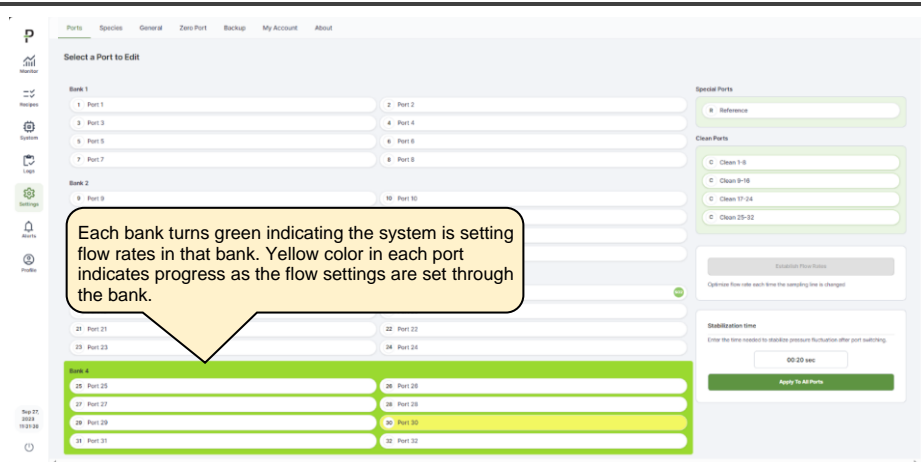 Ports Species General Zero Port Backup My Account About
Select a Port to Edit
Monitor
Recipes
System
Logs
Settings
Alerts
Profile
Sep 27,
2023
Bank 1
1 Port 1
2 Port 2
3 Port 3
4 Port 4
5 Port 5
6 Port 6
7 Port 7
8 Port 8
Bank 2
9 Port 9
10 Port 10
Each bank turns green indicating the system is setting
flow rates in that bank. Yellow color in each port
indicates progress as the flow settings are set through
the bank.
21 Port 21
22 Port 22
23 Port 23
24 Port 24
Bank 4
25 Port 25
26 Port 26
27 Port 27
28 Port 28
29 Port 29
30 Port 30
31 Port 31
32 Port 32
Special Ports
R Reference
Clean Ports
C Clean 1-8
C Clean 9-16
C Clean 17-24
C Clean 25-32
Establish Flow Rates
Optimize flow rate each time the sampling line is changed
Stabilization time
Enter the time needed to stabilize pressure fluctuation after port switching.
00:20 sec
Apply To All Ports